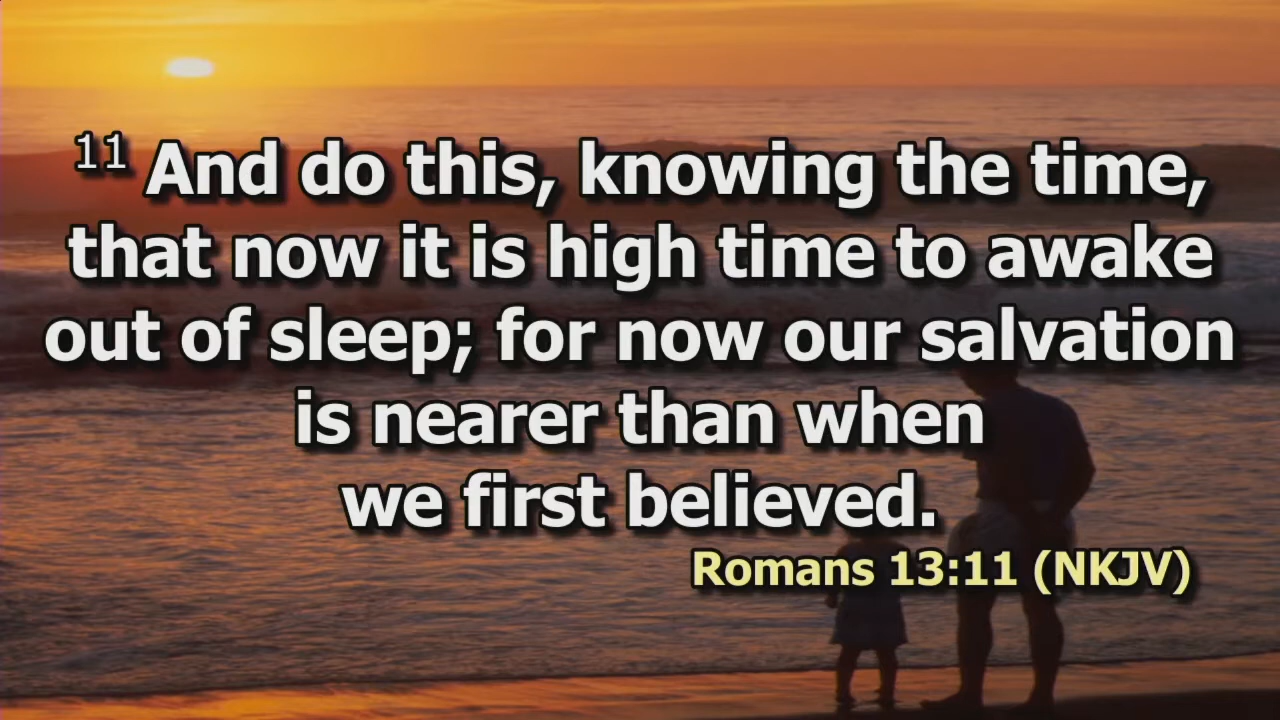 11 And do this, knowing the time,
that now it is high time to awake
out of sleep; for now our salvation
is nearer than when
we first believed.
Romans 13:11 (NKJV)